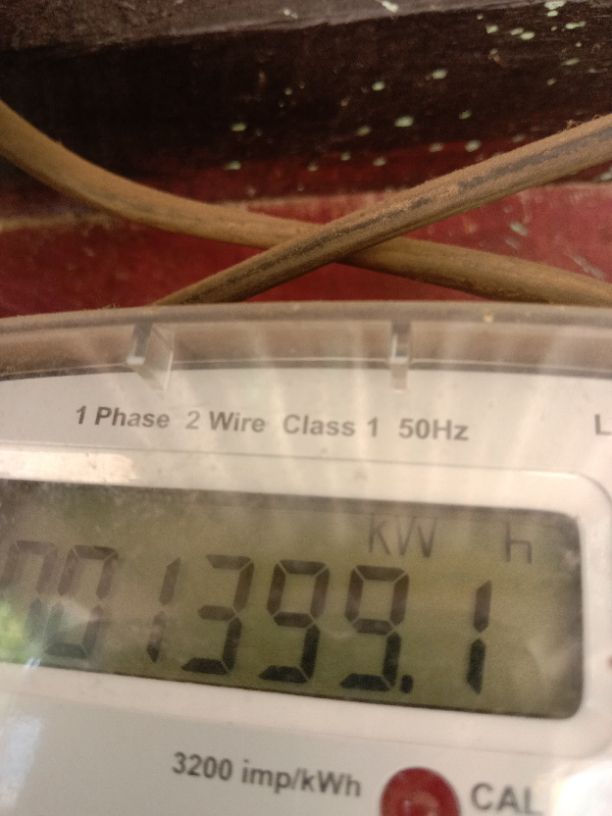 1 Phase 2 Wire Class 1 50Hz L
kW h
001399.1
3200 imp/kWh CAL